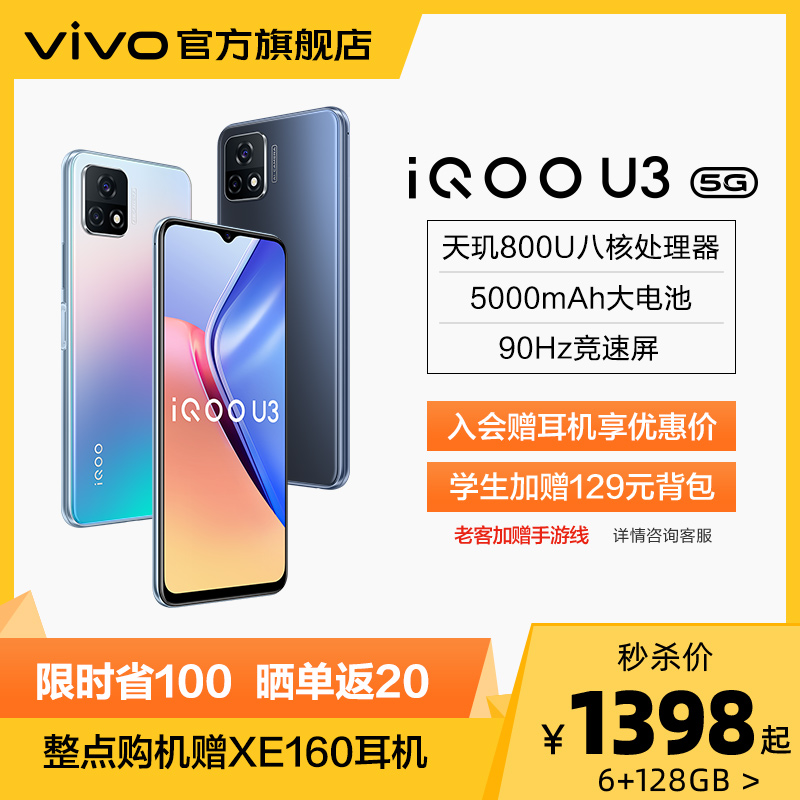 vivo官方旗舰店
iQOO U3 5G
天玑800U八核处理器
5000mAh大电池
90Hz竞速屏
iQOO U3
iQOO
入会赠耳机享优惠价
学生加赠129元背包
老客加赠手游线 详情咨询客服
限时省100 晒单返20
整点购机赠XE160耳机
秒杀价
¥1398起
6+128GB >